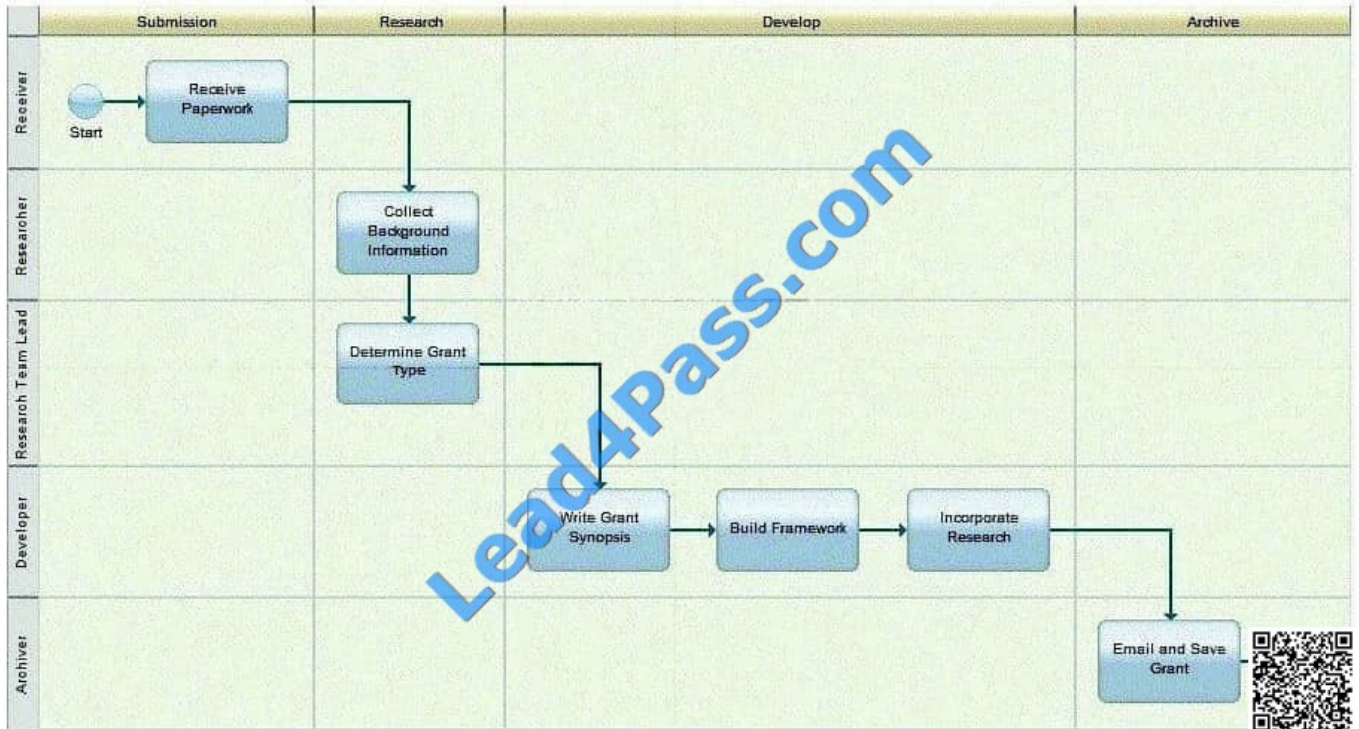 Submission
Research
Develop
Archive
Receiver
Start
Receive
Paperwork
Researcher
Collect
Background
Information
Research Team Lead
Determine Grant
Type
Developer
Write Grant
Synopsis
Build Framework
Incorporate
Research
Archiver
Email and Save
Grant
Lead4Pass.com